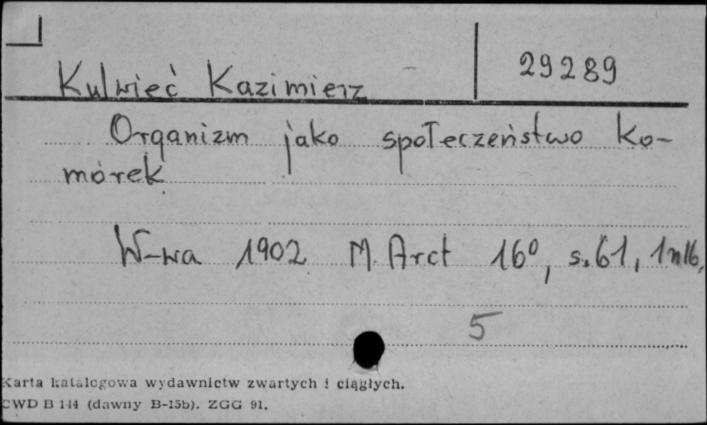 Kulwieć Kazimierz 29289
Organizm jako społeczeństwo ko-
mórek
W-wa 1902 M. Arct 16°, s. 61, 1 nlb,
5
Karta katalogowa wydawnictw zwartych i ciągłych.
CWD B 144 (dawny B-15b). ZGG 91.